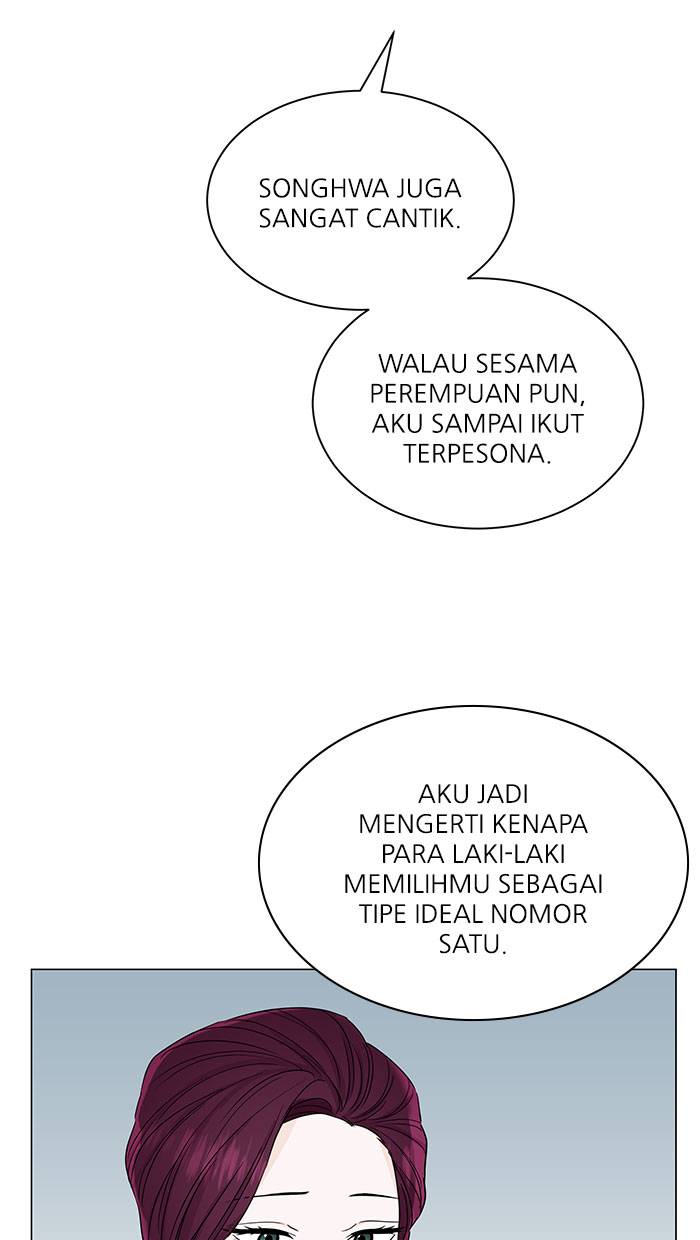 SONGHWA JUGA
SANGAT CANTIK.
WALAU SESAMA
PEREMPUAN PUN,
AKU SAMPAI IKUT
TERPESONA.
AKU JADI
MENGERTI KENAPA
PARA LAKI-LAKI
MEMILIHMU SEBAGAI
TIPE IDEAL NOMOR
SATU.